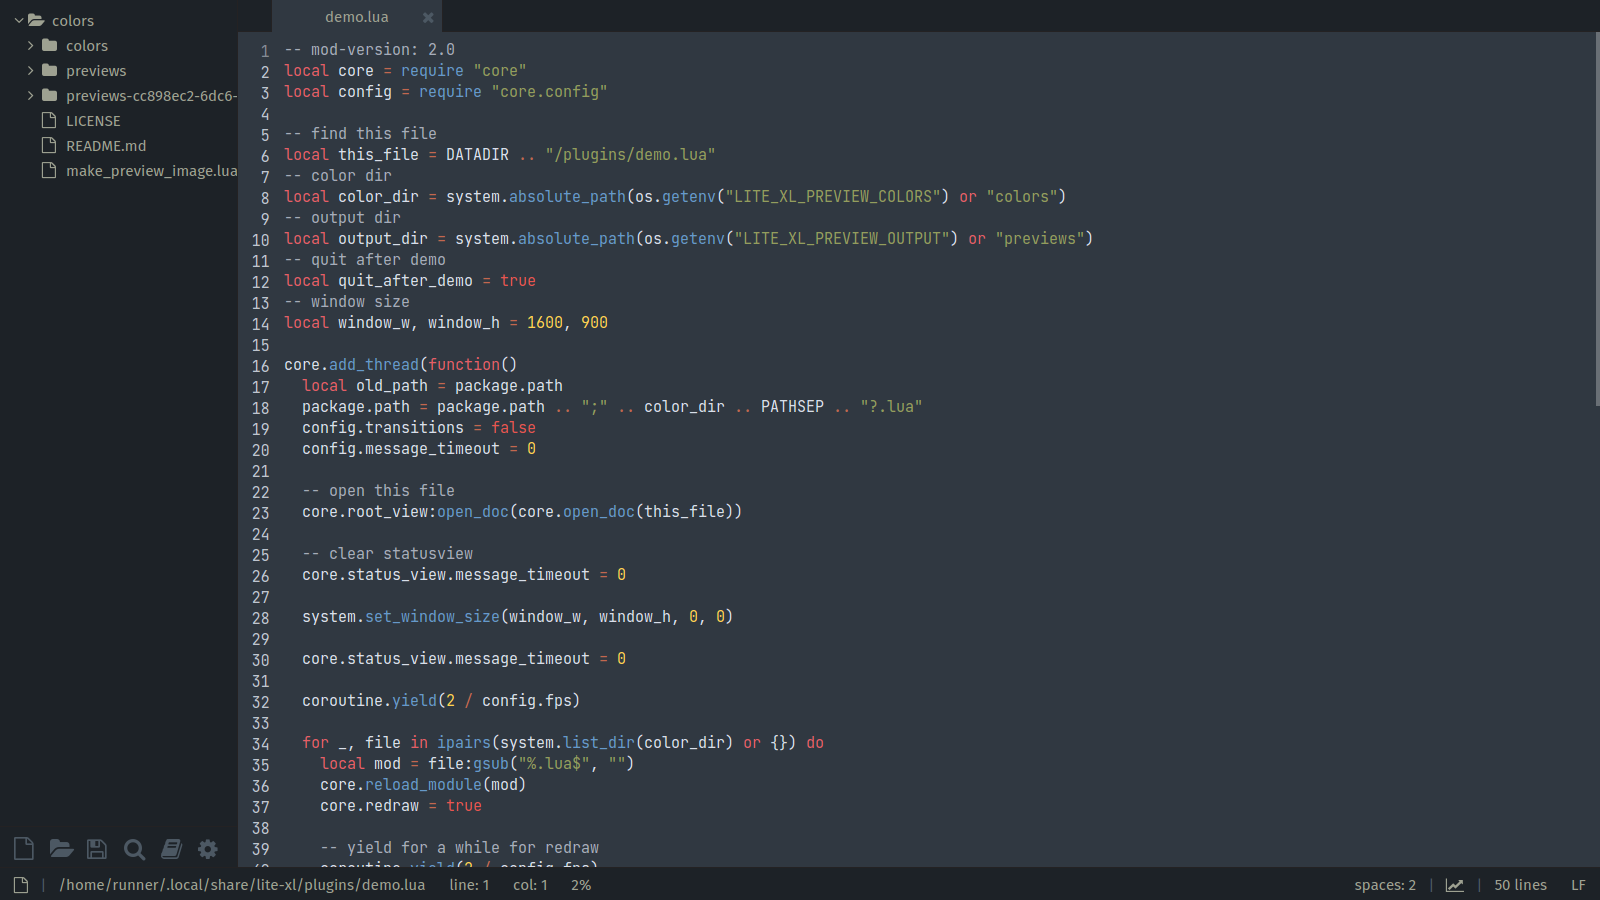 colors
colors
previews
previews-cc898ec2-6dc6-
LICENSE
README.md
make_preview_image.lua
demo.lua
1 -- mod-version: 2.0
2 local core = require "core"
3 local config = require "core.config"
4
5 -- find this file
6 local this_file = DATADIR .. "/plugins/demo.lua"
7 -- color dir
8 local color_dir = system.absolute_path(os.getenv("LITE_XL_PREVIEW_COLORS") or "colors")
9 -- output dir
10 local output_dir = system.absolute_path(os.getenv("LITE_XL_PREVIEW_OUTPUT") or "previews")
11 -- quit after demo
12 local quit_after_demo = true
13 -- window size
14 local window_w, window_h = 1600, 900
15
16 core.add_thread(function()
17   local old_path = package.path
18   package.path = package.path .. ";" .. color_dir .. PATHSEP .. "?.lua"
19   config.transitions = false
20   config.message_timeout = 0
21
22   -- open this file
23   core.root_view:open_doc(core.open_doc(this_file))
24
25   -- clear statusview
26   core.status_view.message_timeout = 0
27
28   system.set_window_size(window_w, window_h, 0, 0)
29
30   core.status_view.message_timeout = 0
31
32   coroutine.yield(2 / config.fps)
33
34   for _, file in ipairs(system.list_dir(color_dir) or {}) do
35     local mod = file:gsub("%.lua$", "")
36     core.reload_module(mod)
37     core.redraw = true
38
39     -- yield for a while for redraw
40     coroutine.yield(2 / config.fps)
/home/runner/.local/share/lite-xl/plugins/demo.lua line: 1 col: 1 2% spaces: 2 | | 50 lines LF